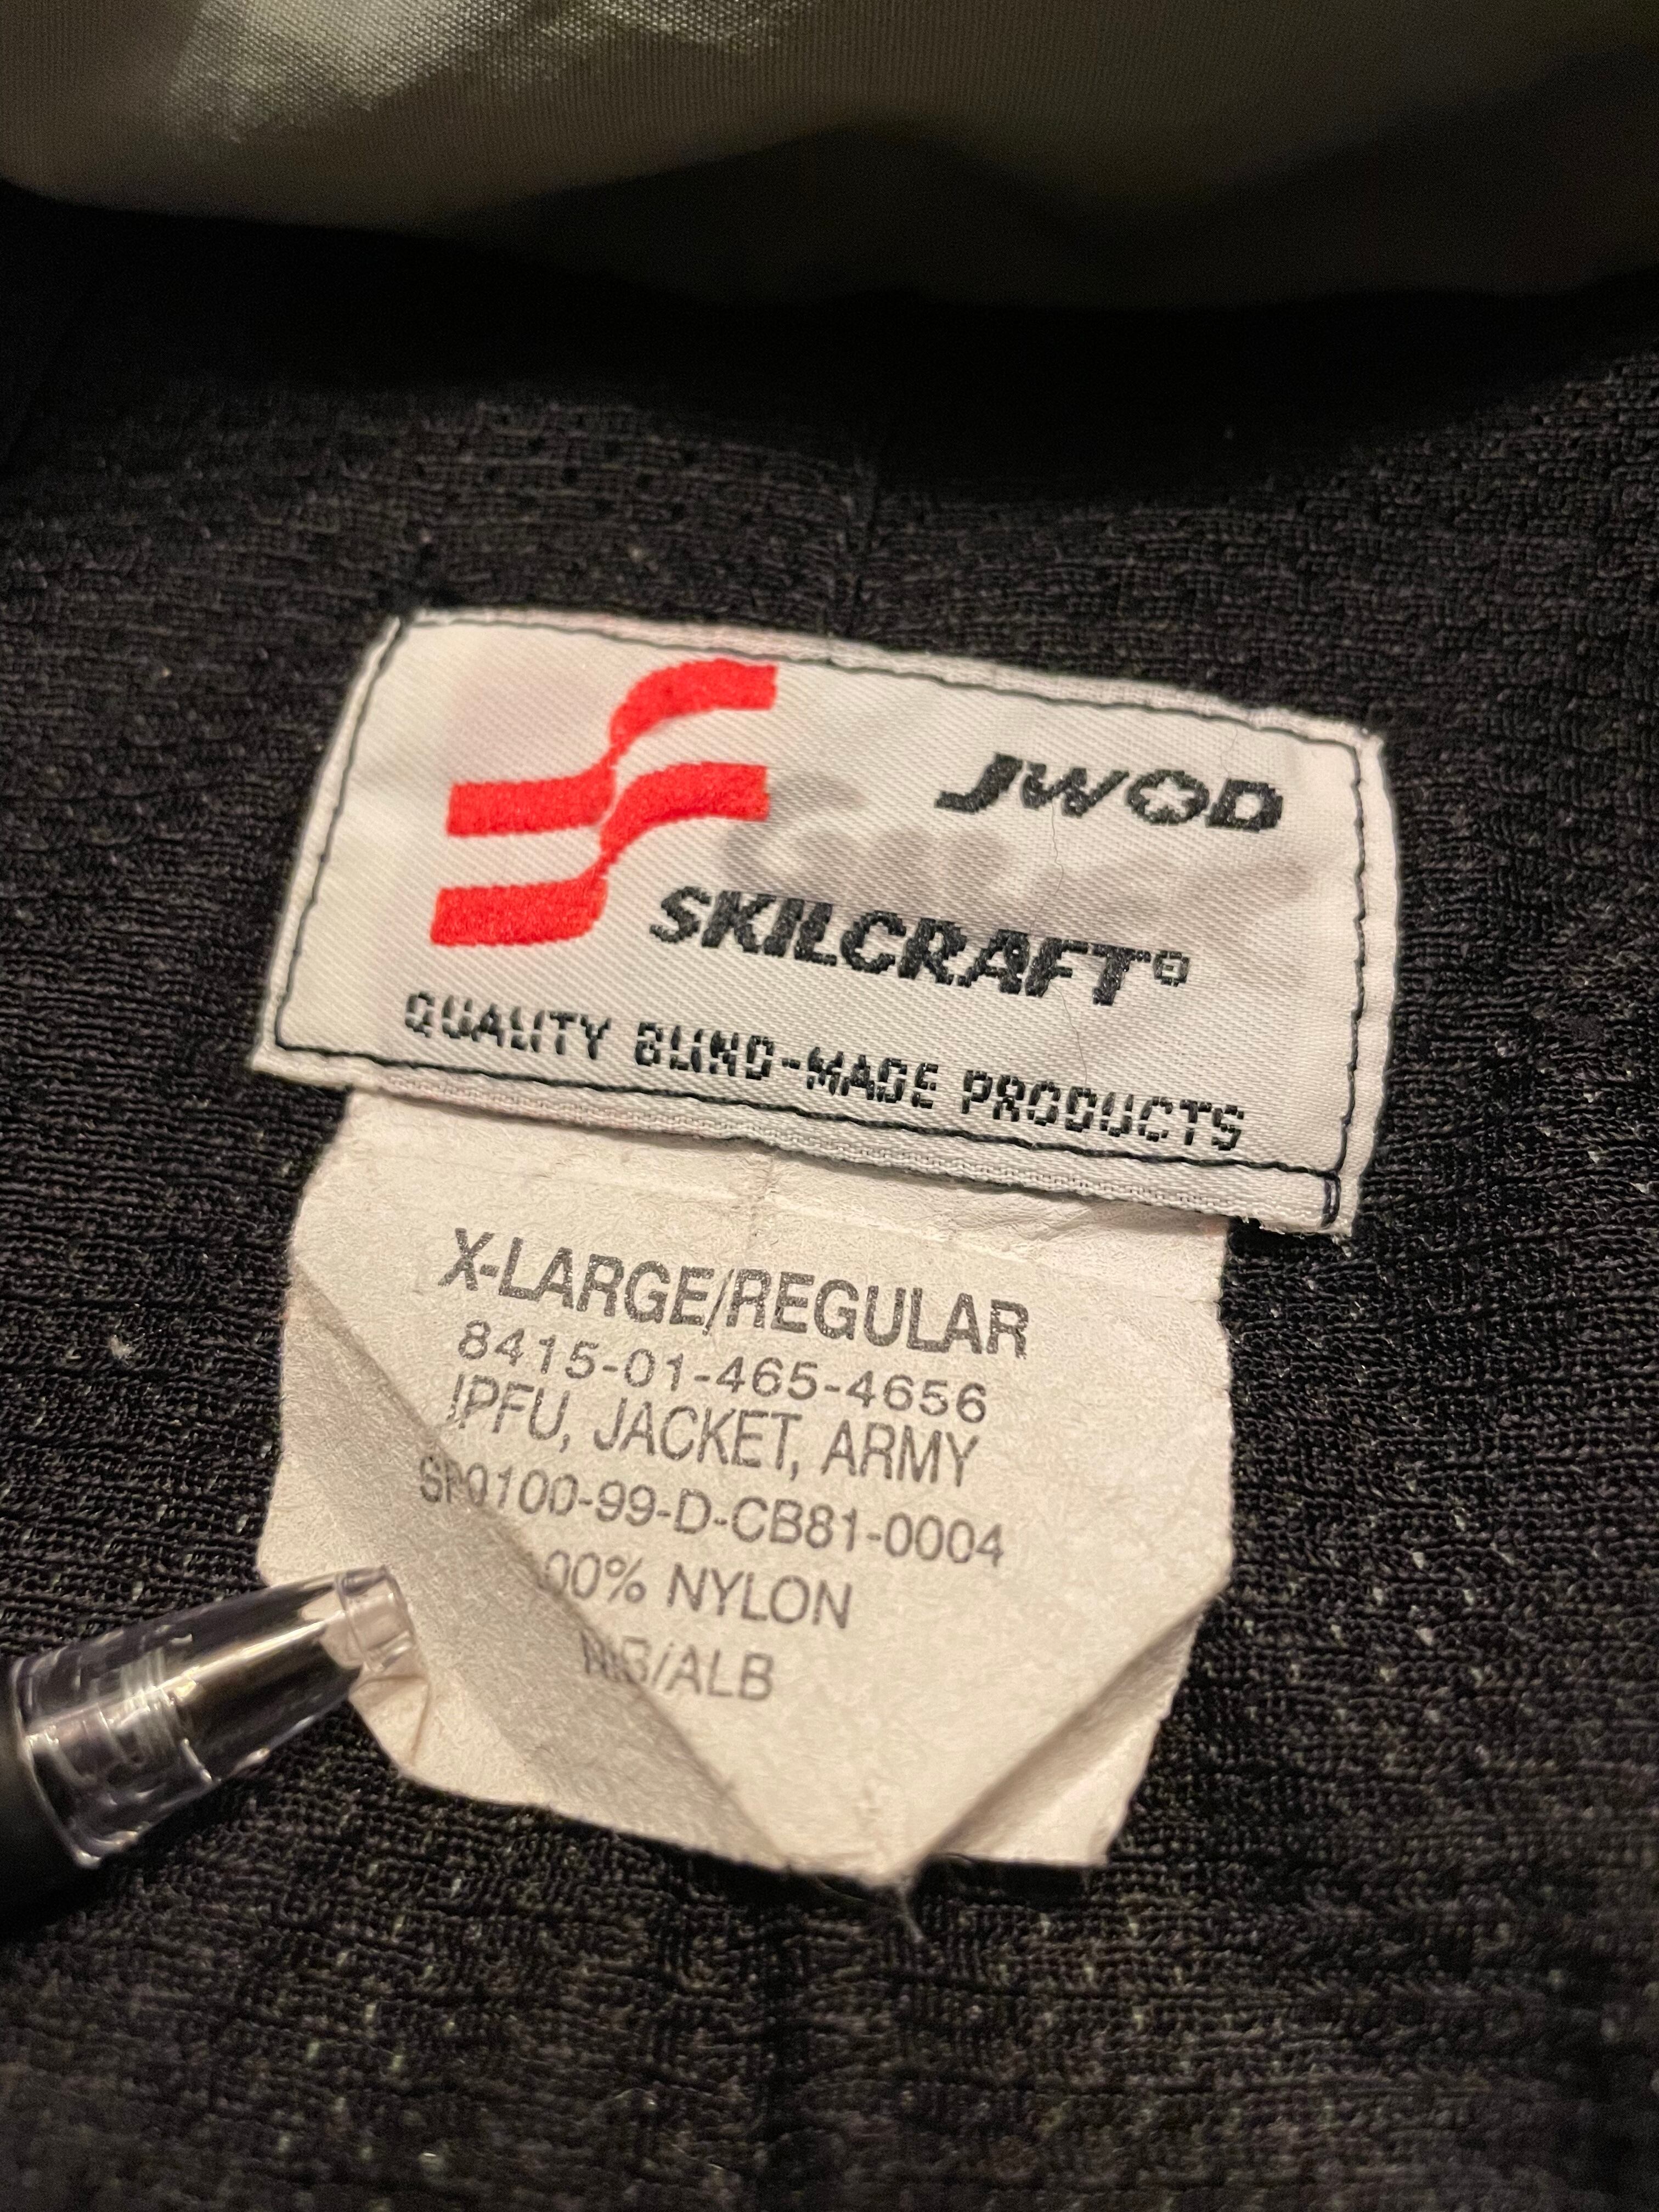 JWOD
SKILCRAFT®
QUALITY BLIND-MADE PRODUCTS
X-LARGE/REGULAR
8415-01-465-4656
IPFU, JACKET, ARMY
SP0100-99-D-CB81-0004
00% NYLON
NIB/ALB